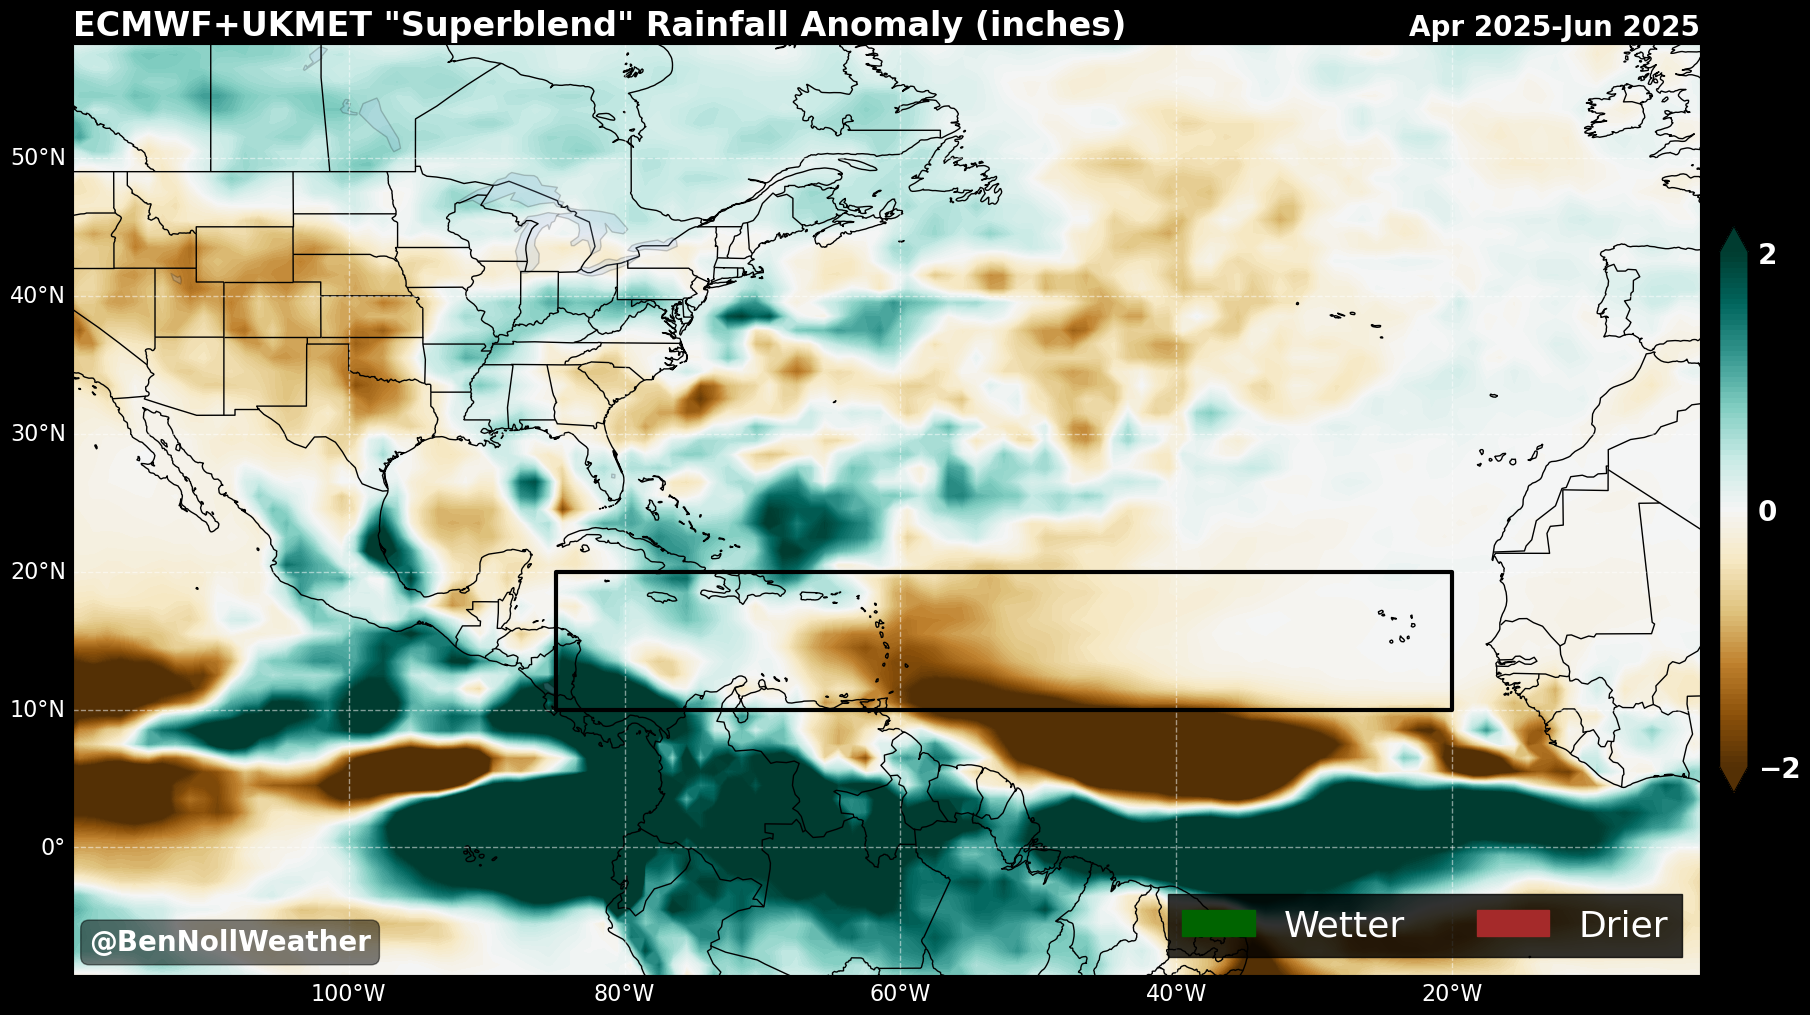 ECMWF+UKMET "Superblend" Rainfall Anomaly (inches)
Apr 2025-Jun 2025
50°N
40°N
30°N
20°N
10°N
0°
2
0
−2
@BenNollWeather
Wetter
Drier
100°W
80°W
60°W
40°W
20°W